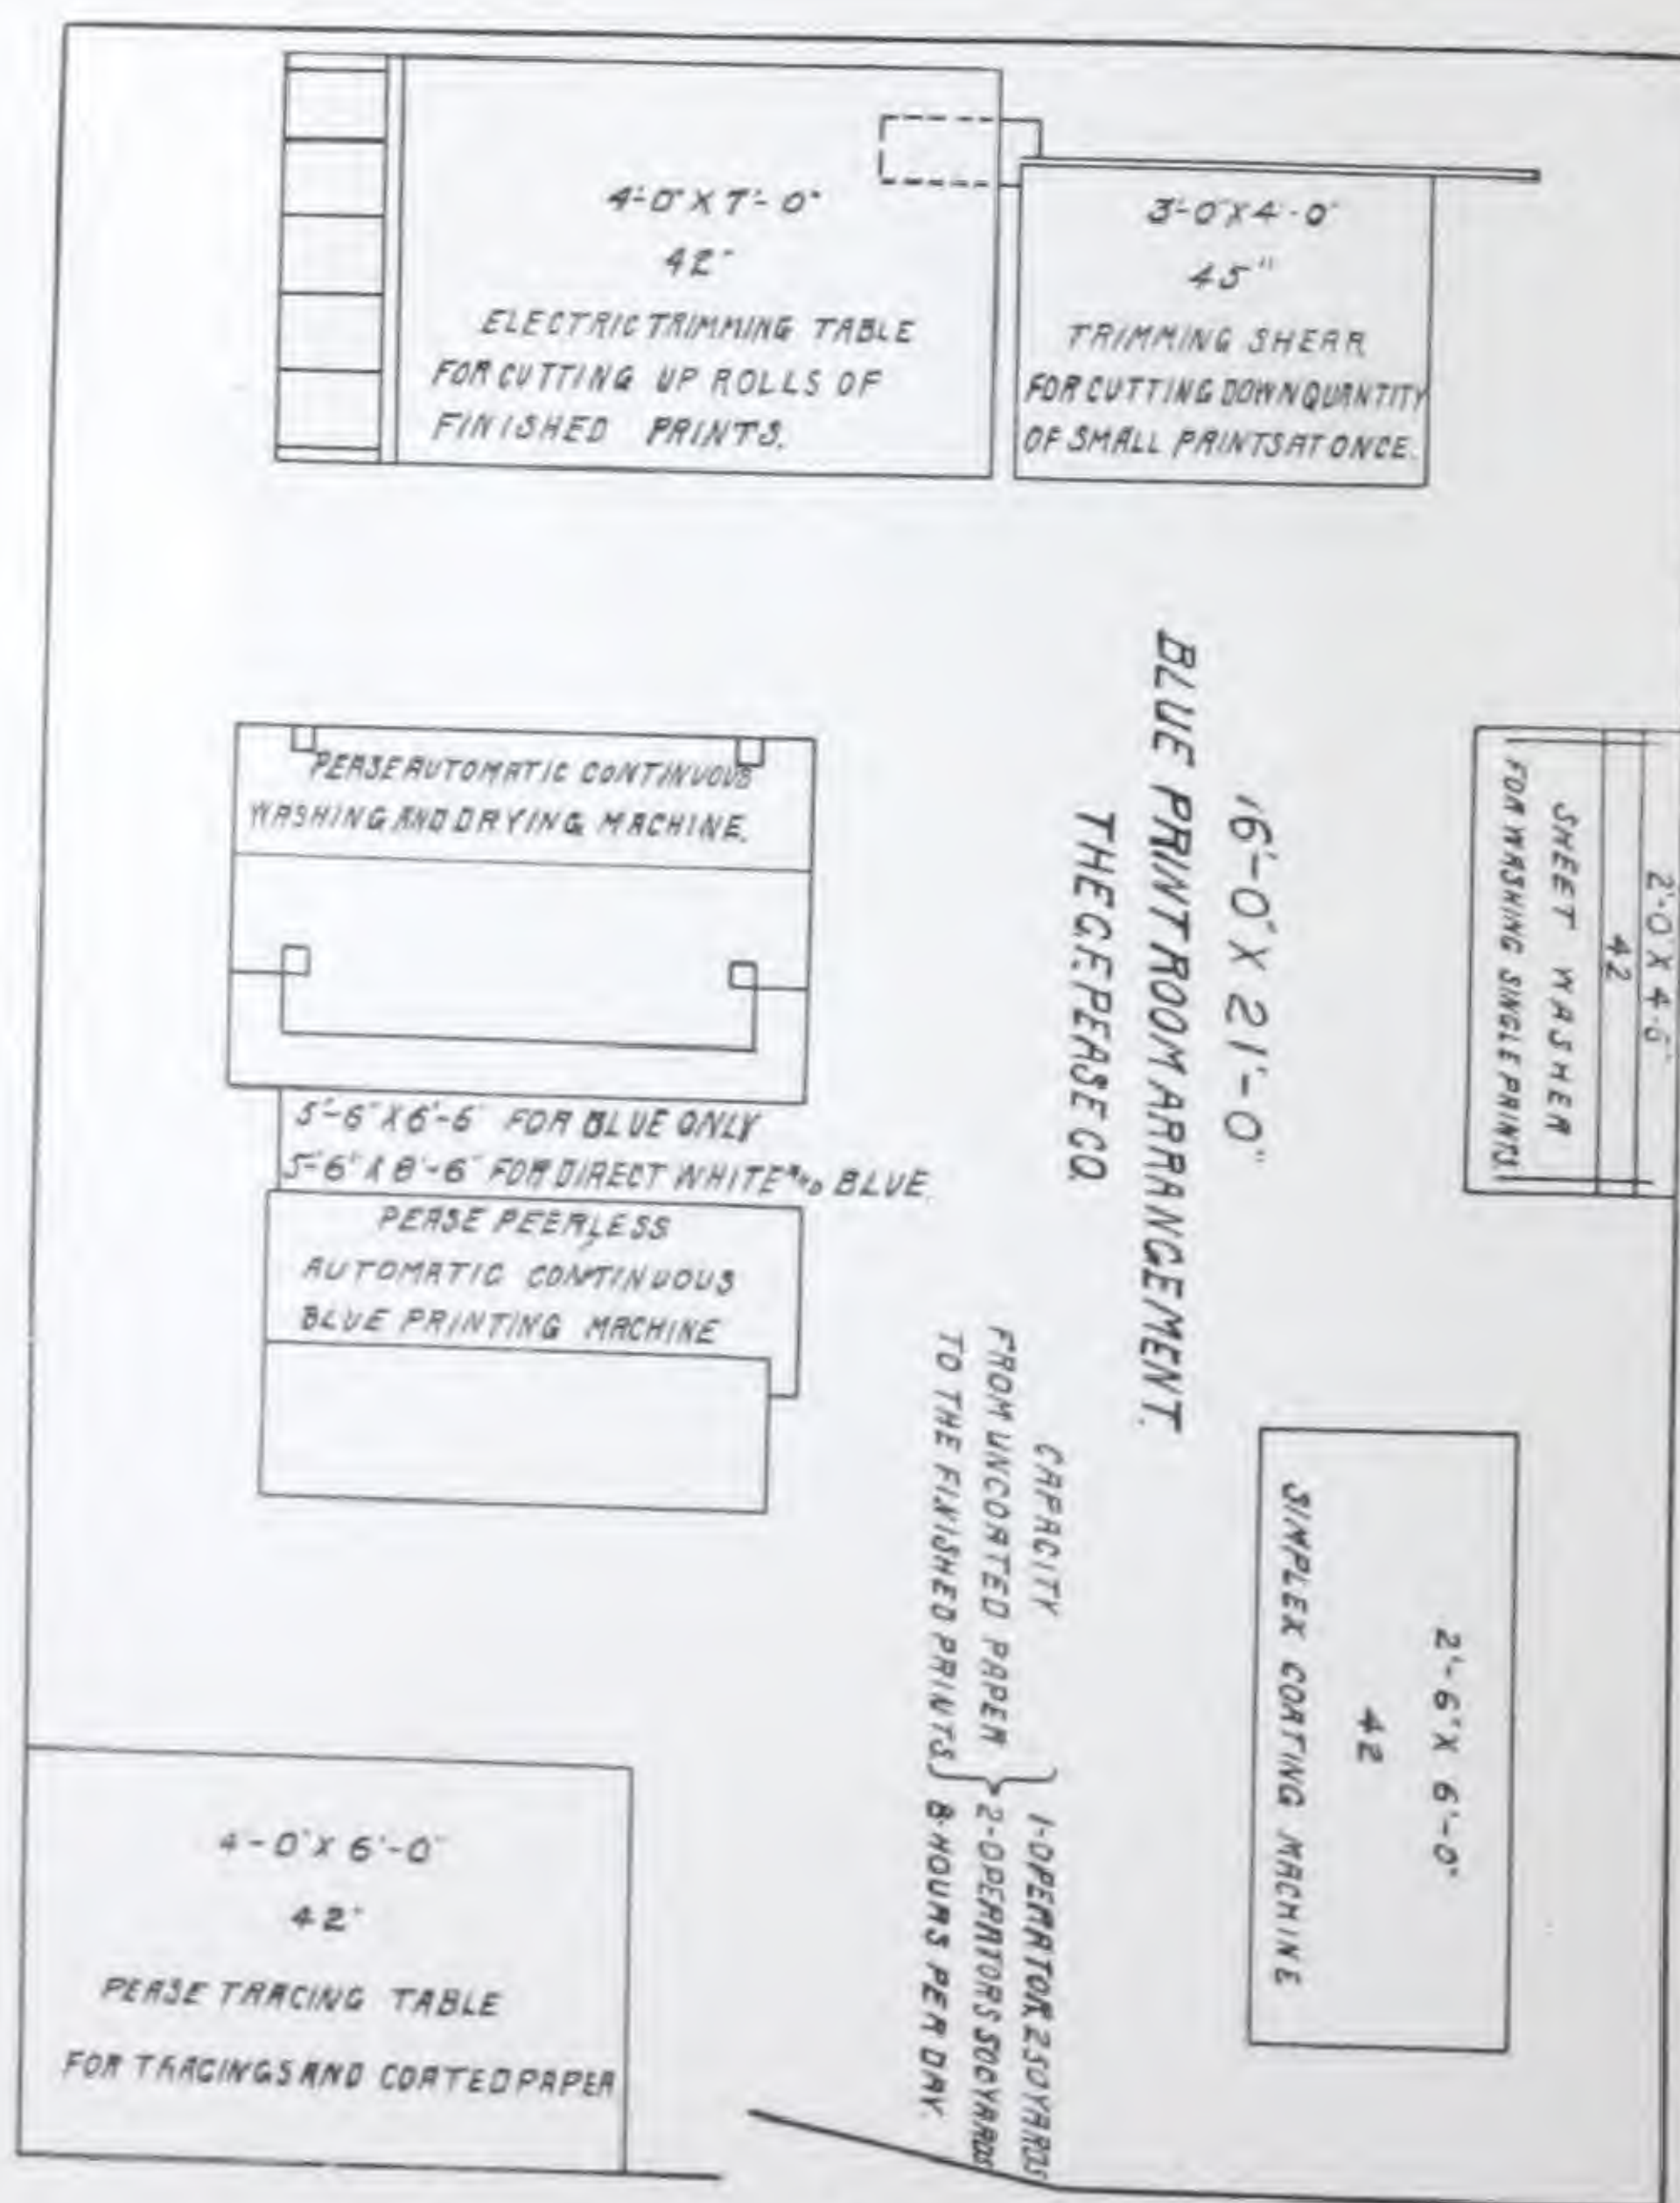 4'-0" X 7'-0"
42"
ELECTRIC TRIMMING TABLE
FOR CUTTING UP ROLLS OF
FINISHED PRINTS.
3'-0" X 4'-0"
45"
TRIMMING SHEAR
FOR CUTTING DOWN QUANTITY
OF SMALL PRINTS AT ONCE.
16'-0" X 21'-0"
BLUE PRINT ROOM ARRANGEMENT.
THE C.F. PEASE CO.
2'-0 X 4-6"
42
SHEET WASHER
FOR WASHING SINGLE PRINTS.
PEASE AUTOMATIC CONTINUOUS
WASHING AND DRYING MACHINE.
5'-6" X 6'-6" FOR BLUE ONLY
5'-6" X 8'-6" FOR DIRECT WHITE AND BLUE.
PEASE PEERLESS
AUTOMATIC CONTINUOUS
BLUE PRINTING MACHINE
CAPACITY
FROM UNCOATED PAPER
TO THE FINISHED PRINTS.
1-OPERATOR 250 YARDS
2-OPERATORS 500 YARDS
8-HOURS PER DAY.
2'-6" X 6'-0"
42
SIMPLEX COATING MACHINE
4-0" X 6'-0"
42"
PEASE TRACING TABLE
FOR TRACINGS AND COATED PAPER